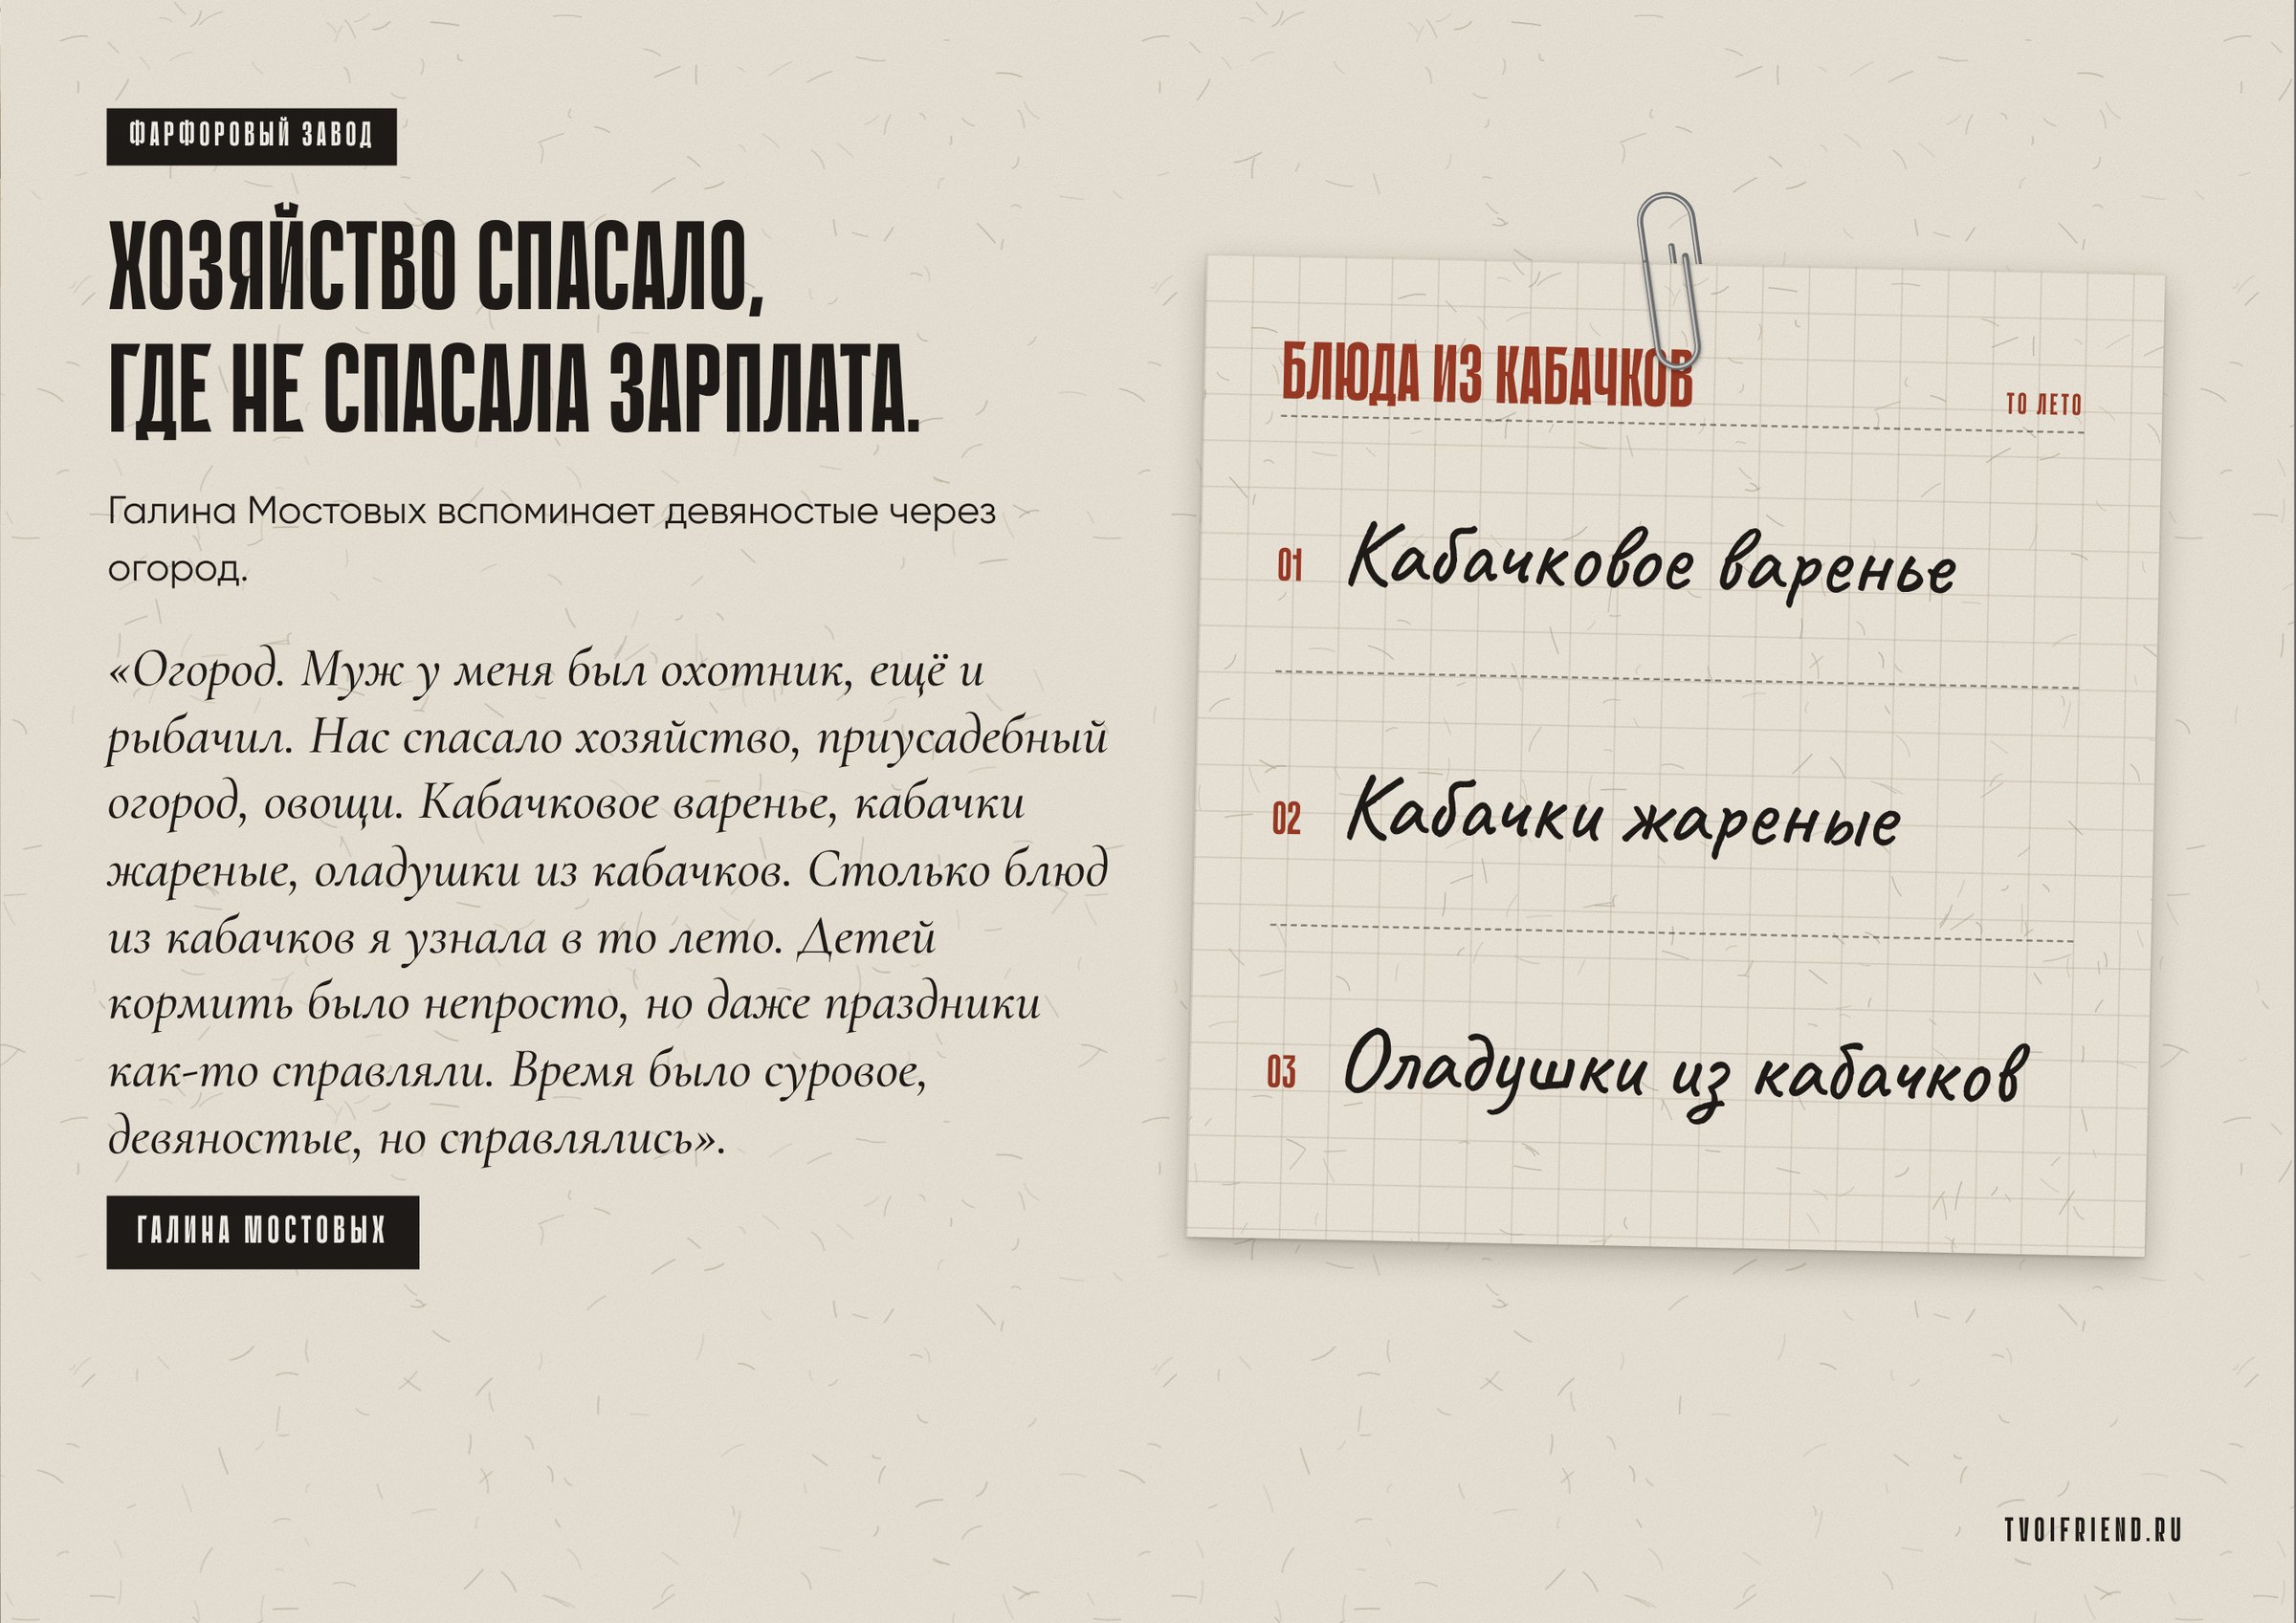 ФАРФОРОВЫЙ ЗАВОД
ХОЗЯЙСТВО СПАСАЛО,
ГДЕ НЕ СПАСАЛА ЗАРПЛАТА.
Галина Мостовых вспоминает девяностые через
огород.
«Огород. Муж у меня был охотник, ещё и
рыбачил. Нас спасало хозяйство, приусадебный
огород, овощи. Кабачковое варенье, кабачки
жареные, оладушки из кабачков. Столько блюд
из кабачков я узнала в то лето. Детей
кормить было непросто, но даже праздники
как-то справляли. Время было суровое,
девяностые, но справлялись».
ГАЛИНА МОСТОВЫХ
БЛЮДА ИЗ КАБАЧКОВ
ТО ЛЕТО
01 Кабачковое варенье
02 Кабачки жареные
03 Оладушки из кабачков
TVOIFRIEND.RU